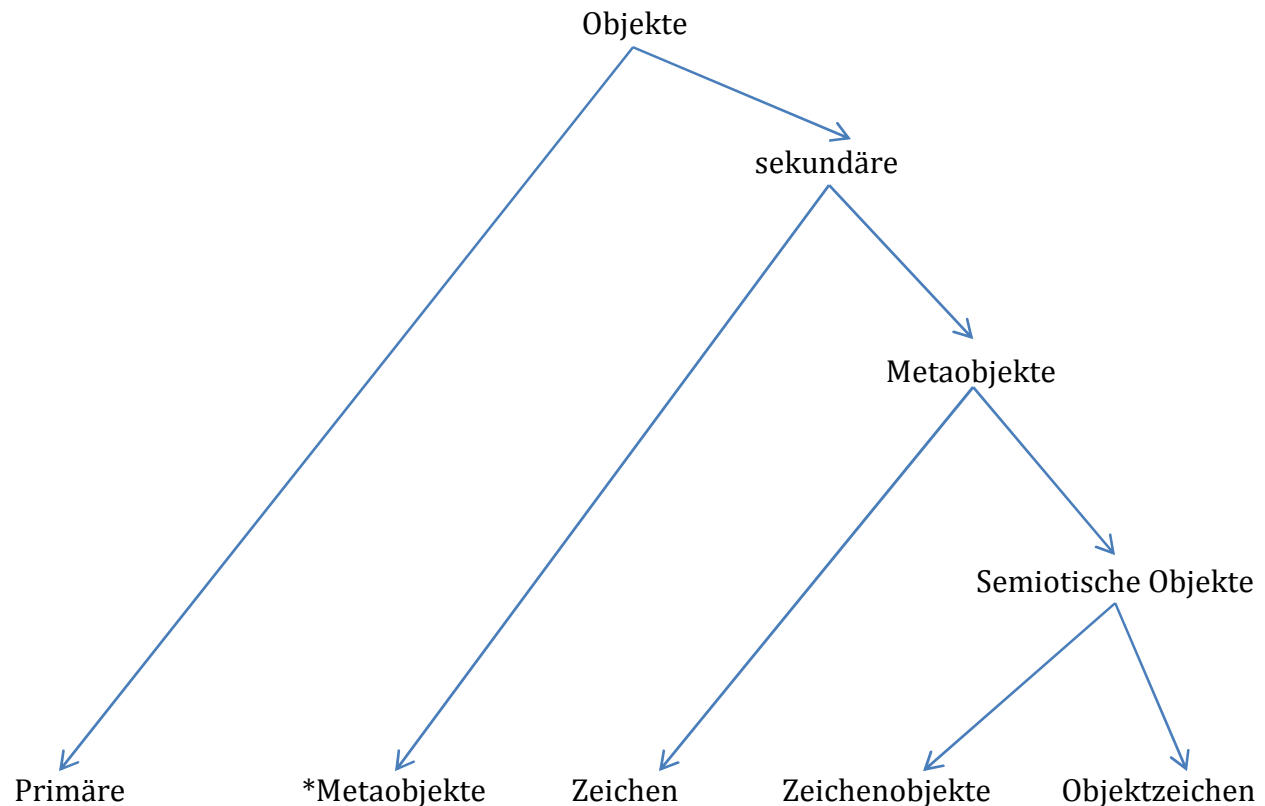 Objekte
sekundäre
Metaobjekte
Semiotische Objekte
Primäre *Metaobjekte Zeichen Zeichenobjekte Objektzeichen